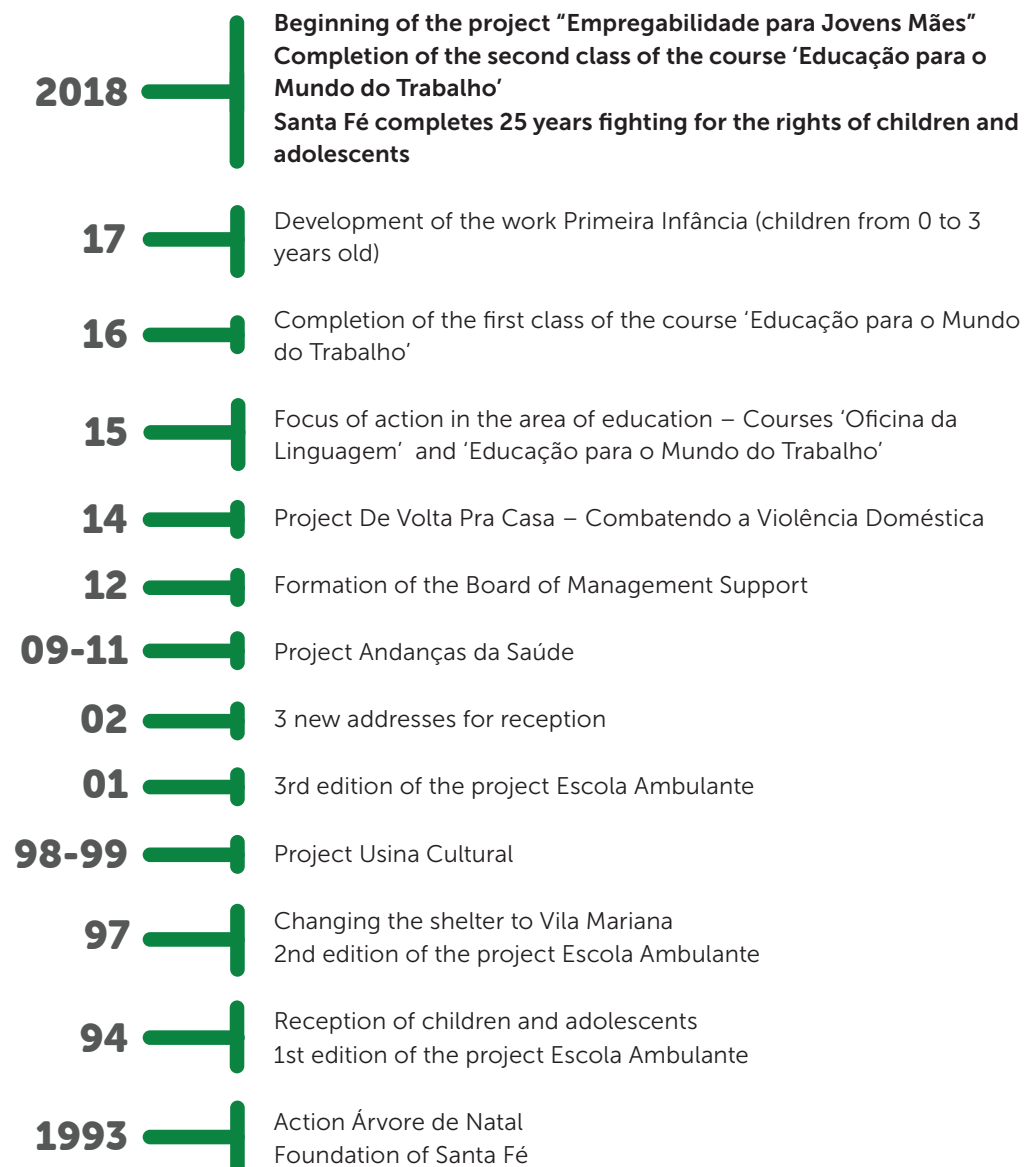 2018
Beginning of the project “Empregabilidade para Jovens Mães”
Completion of the second class of the course ‘Educação para o
Mundo do Trabalho’
Santa Fé completes 25 years fighting for the rights of children and
adolescents
17
Development of the work Primeira Infância (children from 0 to 3
years old)
16
Completion of the first class of the course ‘Educação para o Mundo
do Trabalho’
15
Focus of action in the area of education – Courses ‘Oficina da
Linguagem’ and ‘Educação para o Mundo do Trabalho’
14
Project De Volta Pra Casa – Combatendo a Violência Doméstica
12
Formation of the Board of Management Support
09-11
Project Andanças da Saúde
02
3 new addresses for reception
01
3rd edition of the project Escola Ambulante
98-99
Project Usina Cultural
97
Changing the shelter to Vila Mariana
2nd edition of the project Escola Ambulante
94
Reception of children and adolescents
1st edition of the project Escola Ambulante
1993
Action Árvore de Natal
Foundation of Santa Fé